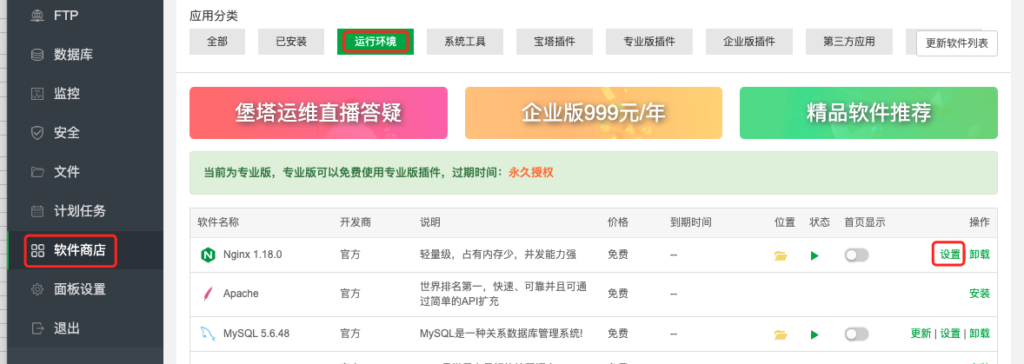 FTP
数据库
监控
安全
文件
计划任务
软件商店
面板设置
退出
应用分类
全部 已安装 运行环境 系统工具 宝塔插件 专业版插件 企业版插件 第三方应用 更新软件列表
堡塔运维直播答疑 企业版999元/年 精品软件推荐
当前为专业版，专业版可以免费使用专业版插件，过期时间：永久授权
软件名称 开发商 说明 价格 到期时间 位置 状态 首页显示 操作
Nginx 1.18.0 官方 轻量级，占有内存少，并发能力强 免费 -- 设置 卸载
Apache 官方 世界排名第一，快速、可靠并且可通过简单的API扩充 免费 -- 安装
MySQL 5.6.48 官方 MySQL是一种关系数据库管理系统! 免费 -- 更新 | 设置 | 卸载